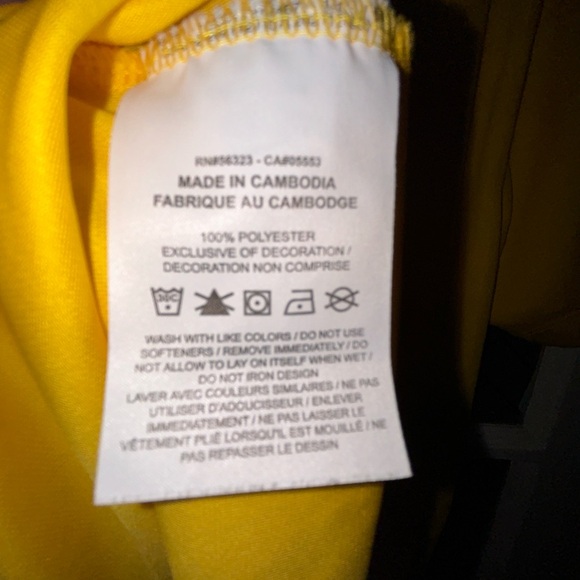 RN#56323 - CA#05553
MADE IN CAMBODIA
FABRIQUE AU CAMBODGE
100% POLYESTER
EXCLUSIVE OF DECORATION /
DECORATION NON COMPRISE
30C
WASH WITH LIKE COLORS / DO NOT USE
SOFTENERS / REMOVE IMMEDIATELY / DO
NOT ALLOW TO LAY ON ITSELF WHEN WET /
DO NOT IRON DESIGN
LAVER AVEC COULEURS SIMILAIRES / NE PAS
UTILISER D'ADOUCISSEUR / ENLEVER
IMMEDIATEMENT / NE PAS LAISSER LE
VÊTEMENT PLIÉ LORSQU'IL EST MOUILLÉ / NE
PAS REPASSER LE DESSIN